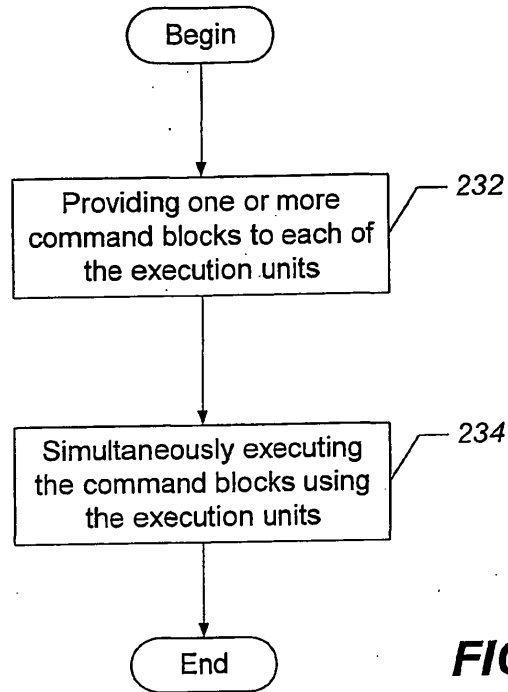 Begin
Providing one or more
command blocks to each of
the execution units
232
Simultaneously executing
the command blocks using
the execution units
234
End